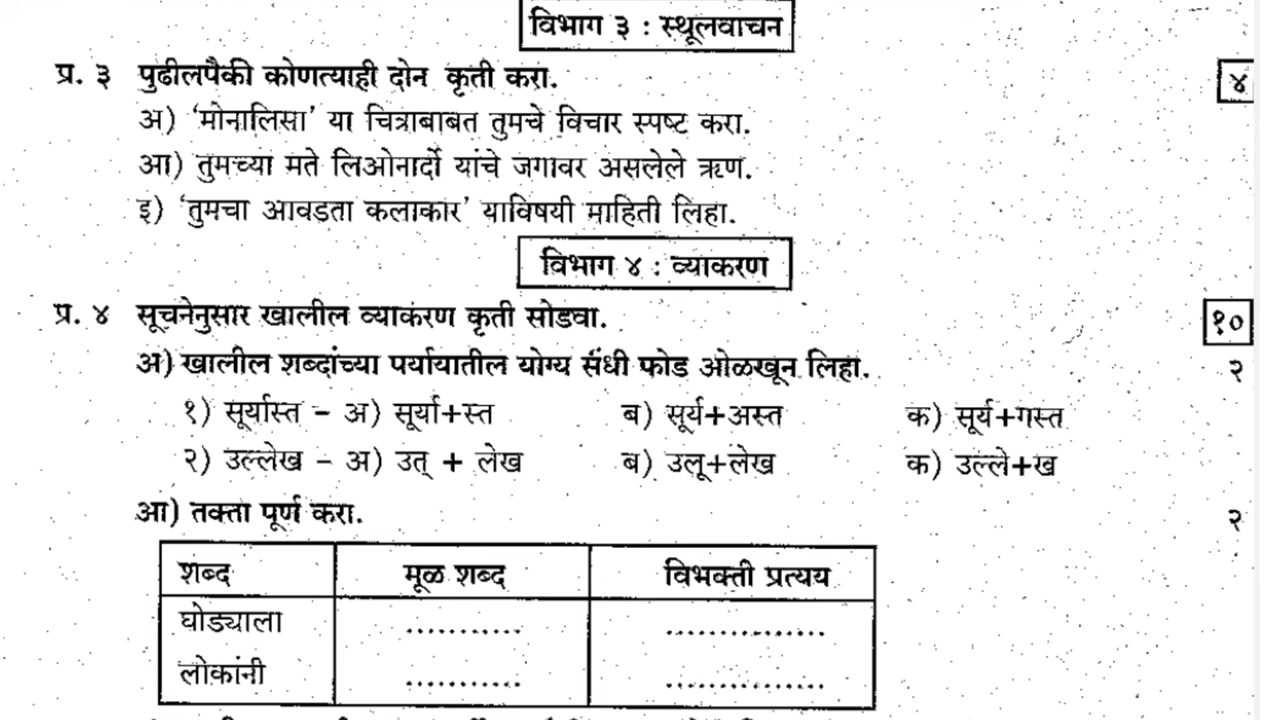 विभाग ३ : स्थूलवाचन
प्र. ३ पुढीलपैकी कोणत्याही दोन कृती करा. ४
अ) ‘मोनालिसा’ या चित्राबाबत तुमचे विचार स्पष्ट करा.
आ) तुमच्या मते लिओनार्दो यांचे जगावर असलेले ऋण.
इ) ‘तुमचा आवडता कलाकार’ याविषयी माहिती लिहा.
विभाग ४ : व्याकरण
प्र. ४ सूचनेनुसार खालील व्याकरण कृती सोडवा. १०
अ) खालील शब्दांच्या पर्यायातील योग्य संधी फोड ओळखून लिहा. २
१) सूर्यास्त – अ) सूर्या+स्त ब) सूर्य+अस्त क) सूर्य+गस्त
२) उल्लेख – अ) उत् + लेख ब) उलू+लेख क) उल्ले+ख
आ) तक्ता पूर्ण करा. २
शब्द मूळ शब्द विभक्ती प्रत्यय
घोड्याला ........... ...............
लोकांनी ........... ...............